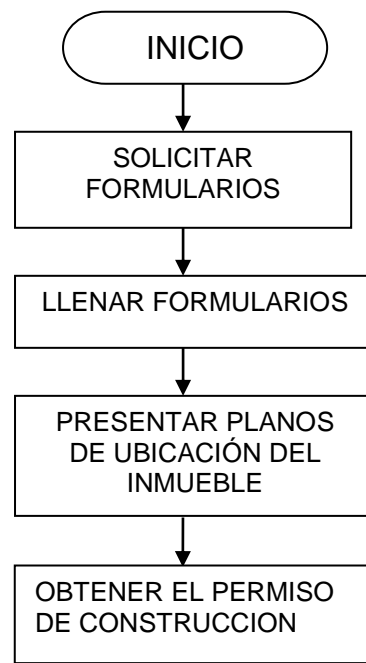 INICIO
SOLICITAR
FORMULARIOS
LLENAR FORMULARIOS
PRESENTAR PLANOS
DE UBICACIÓN DEL
INMUEBLE
OBTENER EL PERMISO
DE CONSTRUCCION